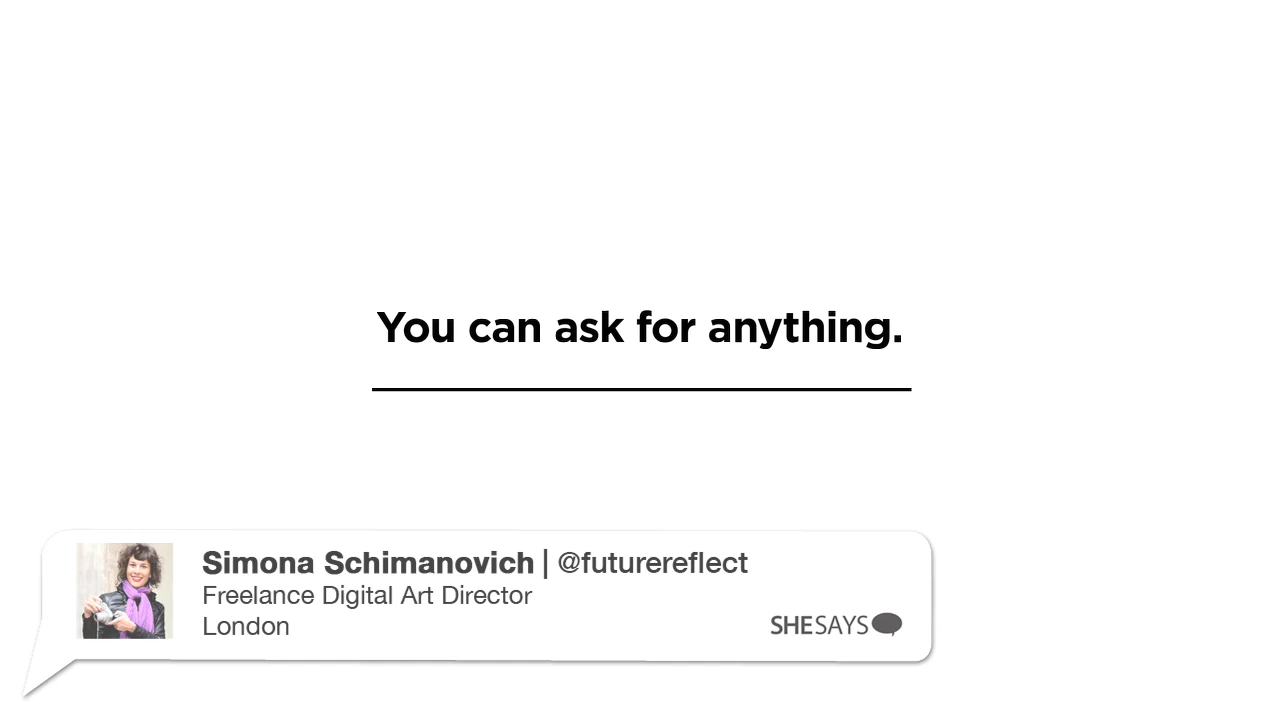 You can ask for anything.
Simona Schimanovich | @futurereflect
Freelance Digital Art Director
London
SHESAYS